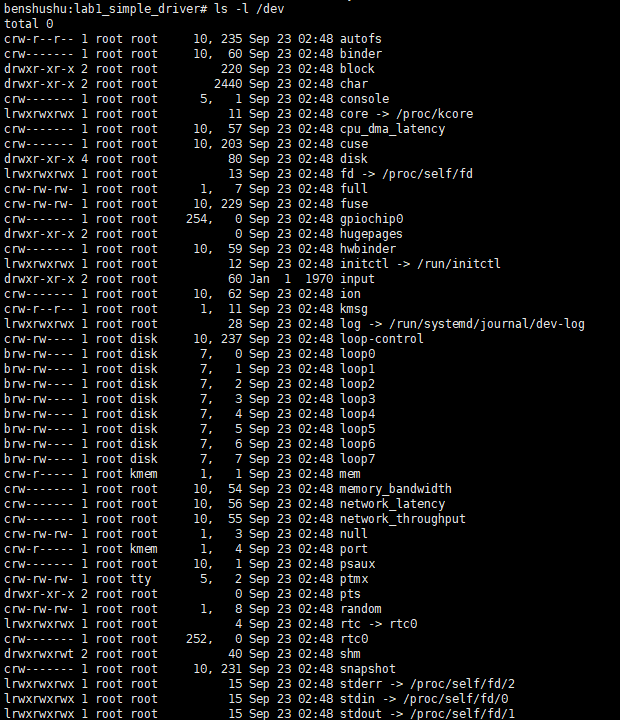 benshushu:lab1_simple_driver# ls -l /dev
total 0
crw-r--r-- 1 root root     10, 235 Sep 23 02:48 autofs
crw------- 1 root root     10,  60 Sep 23 02:48 binder
drwxr-xr-x 2 root root        220 Sep 23 02:48 block
drwxr-xr-x 2 root root       2440 Sep 23 02:48 char
crw------- 1 root root      5,   1 Sep 23 02:48 console
lrwxrwxrwx 1 root root         11 Sep 23 02:48 core -> /proc/kcore
crw------- 1 root root     10,  57 Sep 23 02:48 cpu_dma_latency
crw------- 1 root root     10, 203 Sep 23 02:48 cuse
drwxr-xr-x 4 root root         80 Sep 23 02:48 disk
lrwxrwxrwx 1 root root         13 Sep 23 02:48 fd -> /proc/self/fd
crw-rw-rw- 1 root root      1,   7 Sep 23 02:48 full
crw-rw-rw- 1 root root     10, 229 Sep 23 02:48 fuse
crw------- 1 root root    254,   0 Sep 23 02:48 gpiochip0
drwxr-xr-x 2 root root          0 Sep 23 02:48 hugepages
crw------- 1 root root     10,  59 Sep 23 02:48 hwbinder
lrwxrwxrwx 1 root root         12 Sep 23 02:48 initctl -> /run/initctl
drwxr-xr-x 2 root root         60 Jan  1  1970 input
crw------- 1 root root     10,  62 Sep 23 02:48 ion
crw-r--r-- 1 root root      1,  11 Sep 23 02:48 kmsg
lrwxrwxrwx 1 root root         28 Sep 23 02:48 log -> /run/systemd/journal/dev-log
crw-rw---- 1 root disk     10, 237 Sep 23 02:48 loop-control
brw-rw---- 1 root disk      7,   0 Sep 23 02:48 loop0
brw-rw---- 1 root disk      7,   1 Sep 23 02:48 loop1
brw-rw---- 1 root disk      7,   2 Sep 23 02:48 loop2
brw-rw---- 1 root disk      7,   3 Sep 23 02:48 loop3
brw-rw---- 1 root disk      7,   4 Sep 23 02:48 loop4
brw-rw---- 1 root disk      7,   5 Sep 23 02:48 loop5
brw-rw---- 1 root disk      7,   6 Sep 23 02:48 loop6
brw-rw---- 1 root disk      7,   7 Sep 23 02:48 loop7
crw-r----- 1 root kmem      1,   1 Sep 23 02:48 mem
crw------- 1 root root     10,  54 Sep 23 02:48 memory_bandwidth
crw------- 1 root root     10,  56 Sep 23 02:48 network_latency
crw------- 1 root root     10,  55 Sep 23 02:48 network_throughput
crw-rw-rw- 1 root root      1,   3 Sep 23 02:48 null
crw-r----- 1 root kmem      1,   4 Sep 23 02:48 port
crw------- 1 root root     10,   1 Sep 23 02:48 psaux
crw-rw-rw- 1 root tty       5,   2 Sep 23 02:48 ptmx
drwxr-xr-x 2 root root          0 Sep 23 02:48 pts
crw-rw-rw- 1 root root      1,   8 Sep 23 02:48 random
lrwxrwxrwx 1 root root          4 Sep 23 02:48 rtc -> rtc0
crw------- 1 root root    252,   0 Sep 23 02:48 rtc0
drwxrwxrwt 2 root root         40 Sep 23 02:48 shm
crw------- 1 root root     10, 231 Sep 23 02:48 snapshot
lrwxrwxrwx 1 root root         15 Sep 23 02:48 stderr -> /proc/self/fd/2
lrwxrwxrwx 1 root root         15 Sep 23 02:48 stdin -> /proc/self/fd/0
lrwxrwxrwx 1 root root         15 Sep 23 02:48 stdout -> /proc/self/fd/1